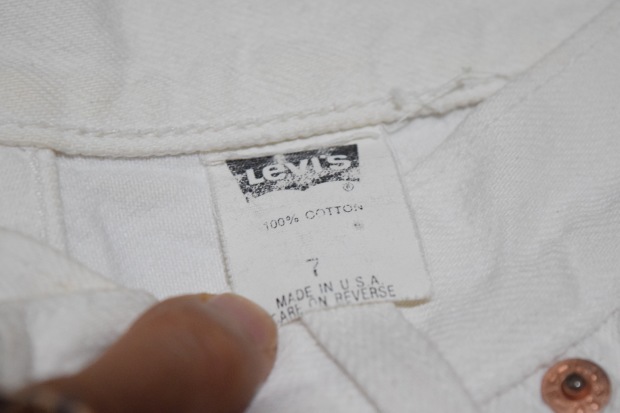 LEVI'S
®
100% COTTON
7
MADE IN U.S.A
CARE ON REVERSE